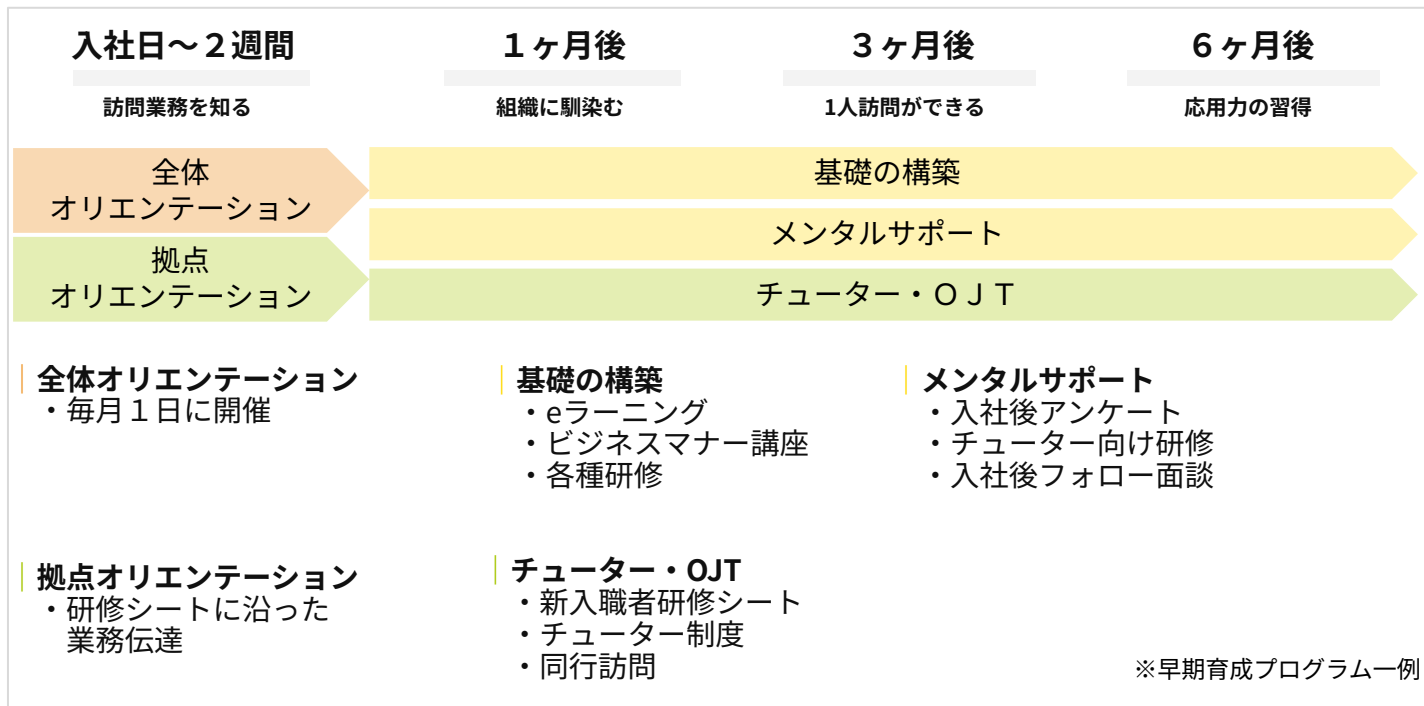 入社日～２週間
１ヶ月後
３ヶ月後
６ヶ月後
訪問業務を知る
組織に馴染む
1人訪問ができる
応用力の習得
全体
オリエンテーション
拠点
オリエンテーション
基礎の構築
メンタルサポート
チューター・ＯＪＴ
全体オリエンテーション
・毎月１日に開催
基礎の構築
・eラーニング
・ビジネスマナー講座
・各種研修
メンタルサポート
・入社後アンケート
・チューター向け研修
・入社後フォロー面談
拠点オリエンテーション
・研修シートに沿った
業務伝達
チューター・OJT
・新入職者研修シート
・チューター制度
・同行訪問
※早期育成プログラム一例